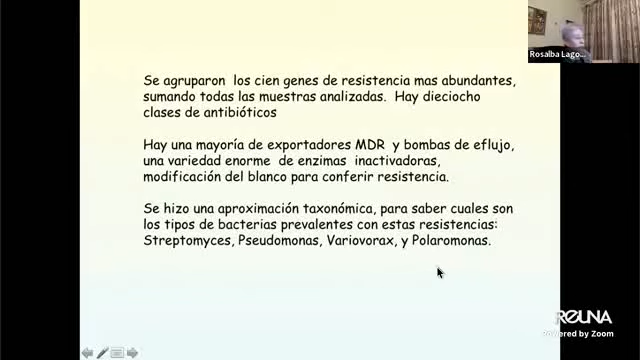 Rosalba Lago...
Se agruparon los cien genes de resistencia mas abundantes,
sumando todas las muestras analizadas. Hay dieciocho
clases de antibióticos
Hay una mayoría de exportadores MDR y bombas de eflujo,
una variedad enorme de enzimas inactivadoras,
modificación del blanco para conferir resistencia.
Se hizo una aproximación taxonómica, para saber cuales son
los tipos de bacterias prevalentes con estas resistencias:
Streptomyces, Pseudomonas, Variovorax, y Polaromonas.
REUNA
Powered by Zoom